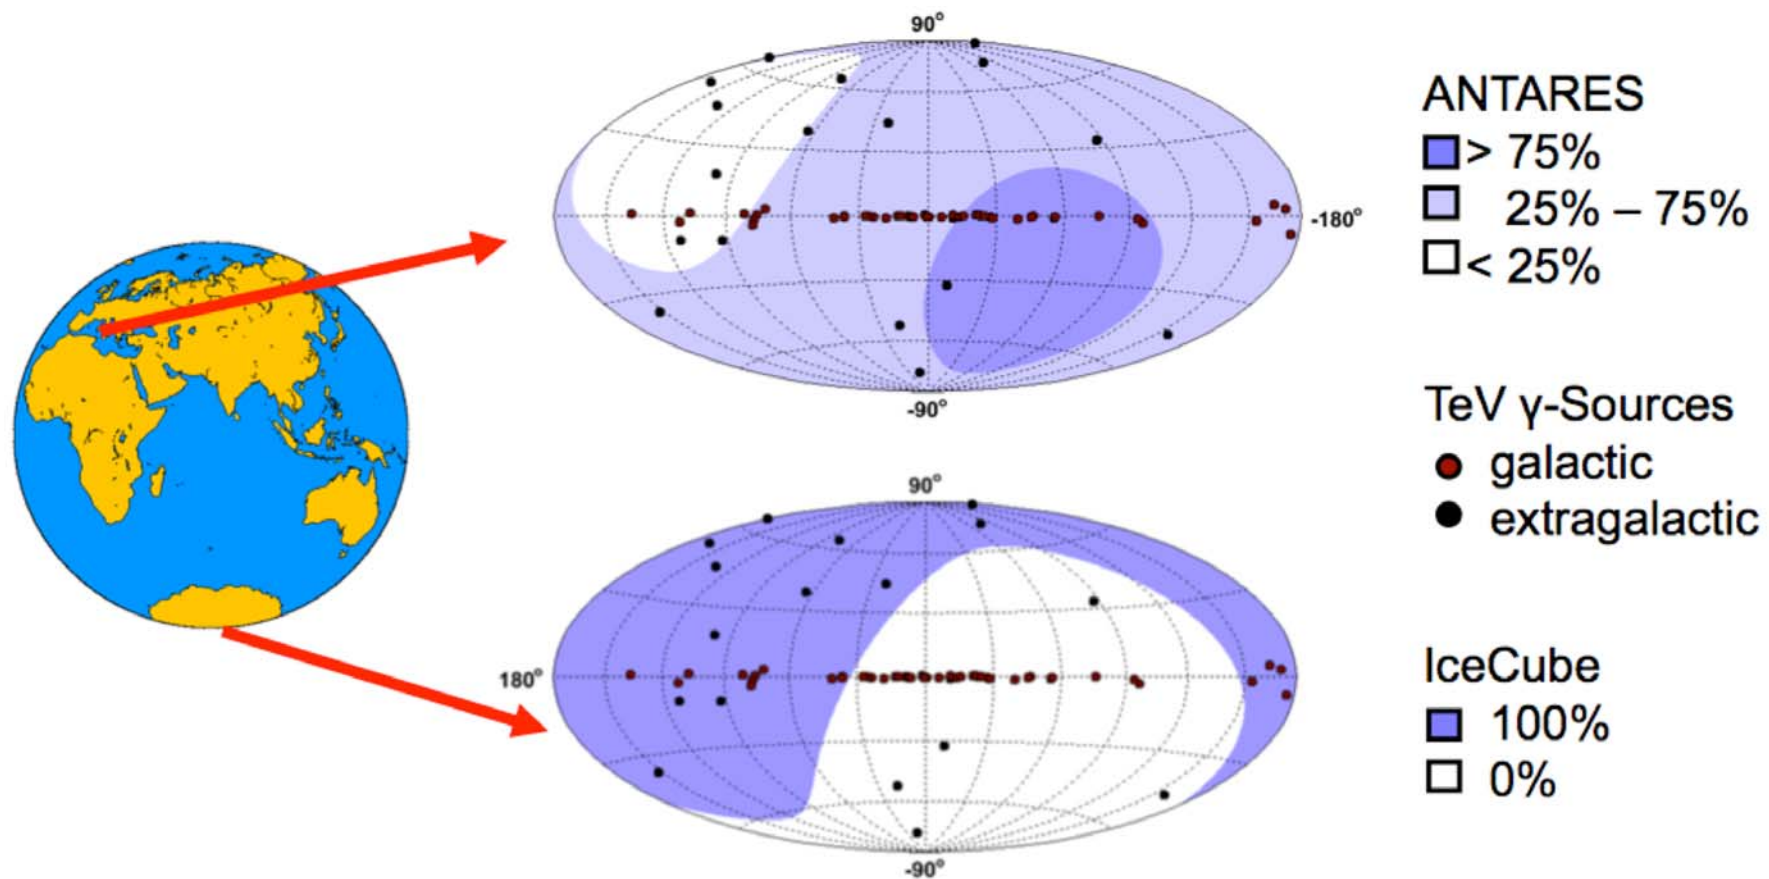 90°
-180°
-90°
90°
180°
-90°
ANTARES
> 75%
25% – 75%
< 25%
TeV γ-Sources
galactic
extragalactic
IceCube
100%
0%